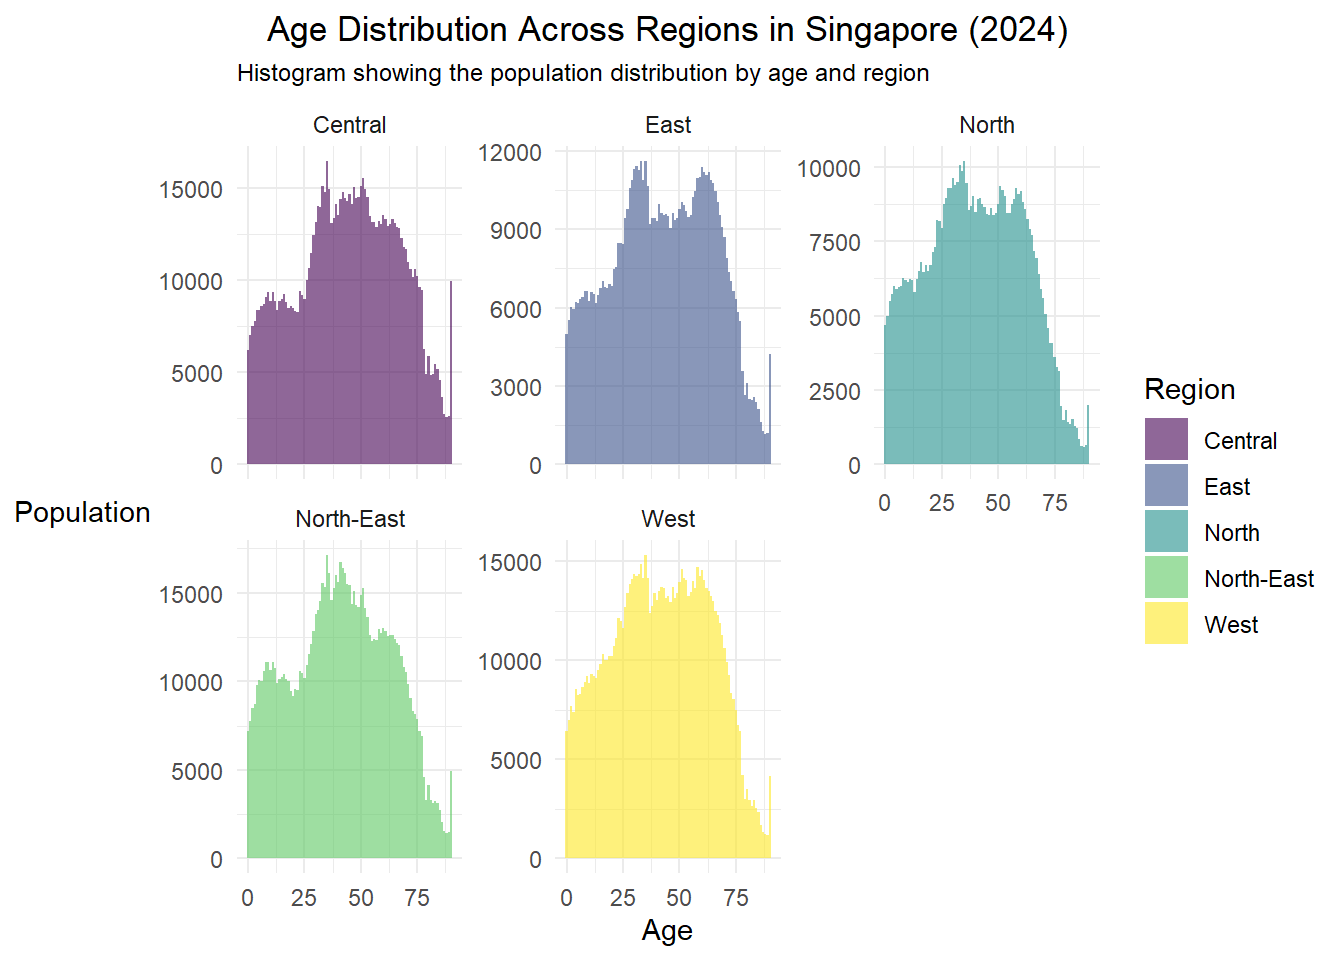 Age Distribution Across Regions in Singapore (2024)
Histogram showing the population distribution by age and region
Central
East
North
15000
10000
5000
0
12000
9000
6000
3000
0
10000
7500
5000
2500
0
0 25 50 75
Population
North-East
West
15000
10000
5000
0
0 25 50 75
15000
10000
5000
0
0 25 50 75
Age
Region
Central
East
North
North-East
West